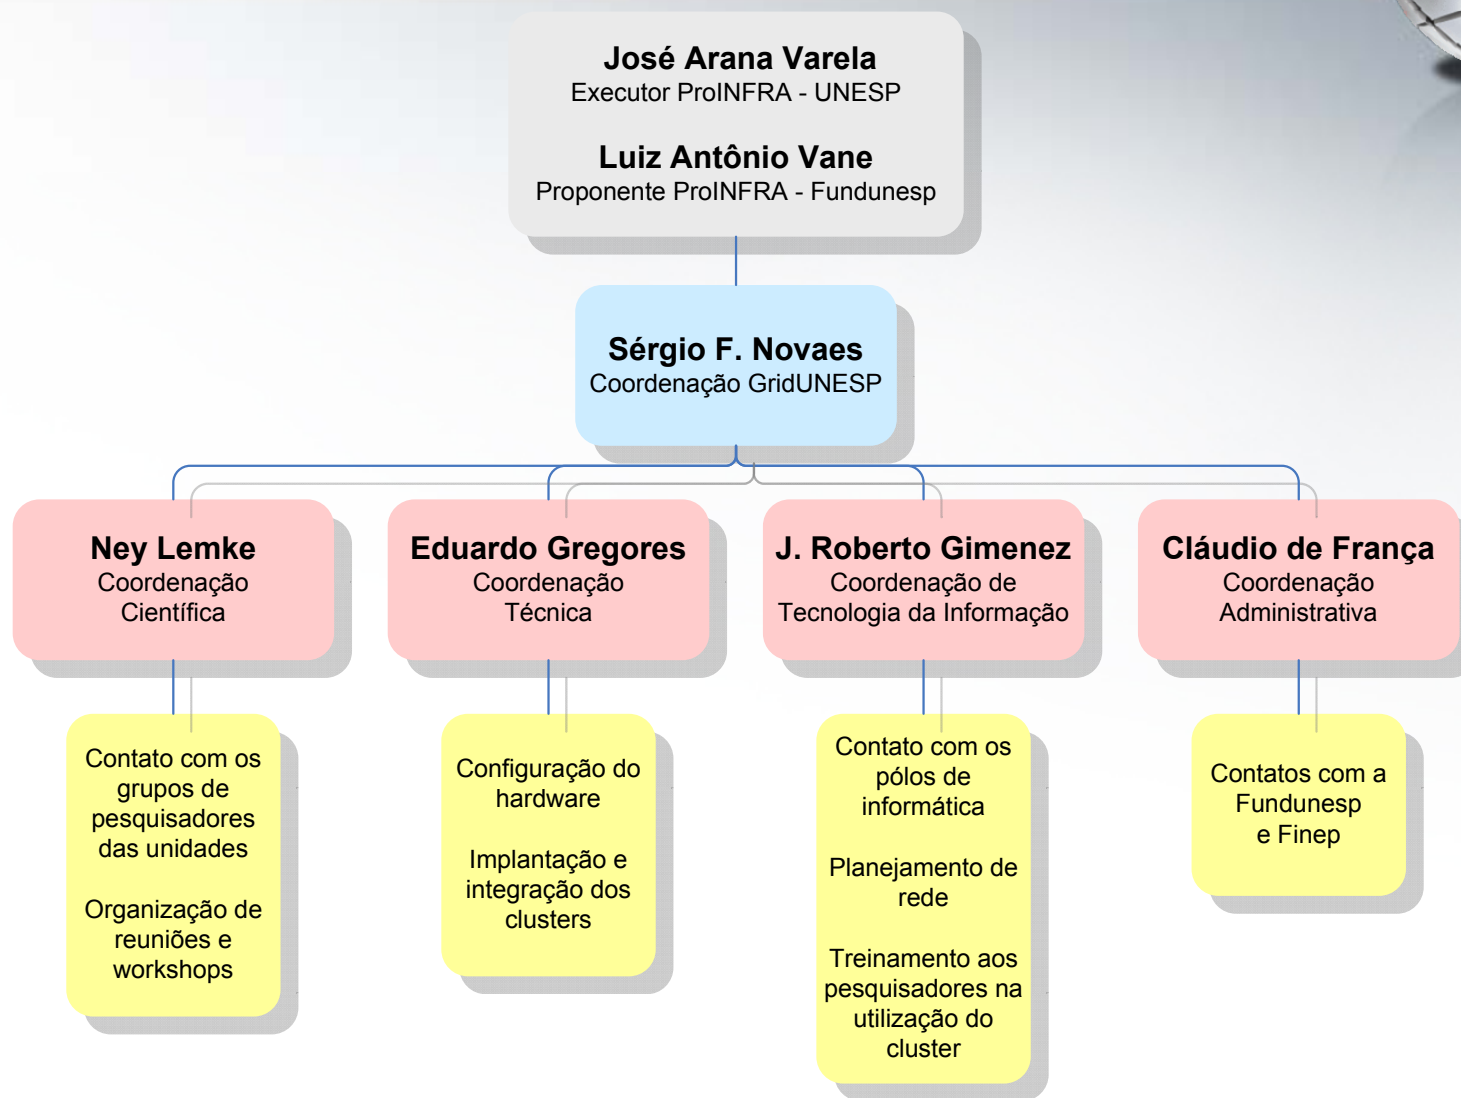 José Arana Varela
Executor ProINFRA - UNESP
Luiz Antônio Vane
Proponente ProINFRA - Fundunesp
Sérgio F. Novaes
Coordenação GridUNESP
Ney Lemke
Coordenação
Científica
Eduardo Gregores
Coordenação
Técnica
J. Roberto Gimenez
Coordenação de
Tecnologia da Informação
Cláudio de França
Coordenação
Administrativa
Contato com os
grupos de
pesquisadores
das unidades
Organização de
reuniões e
workshops
Configuração do
hardware
Implantação e
integração dos
clusters
Contato com os
pólos de
informática
Planejamento de
rede
Treinamento aos
pesquisadores na
utilização do
cluster
Contatos com a
Fundunesp
e Finep